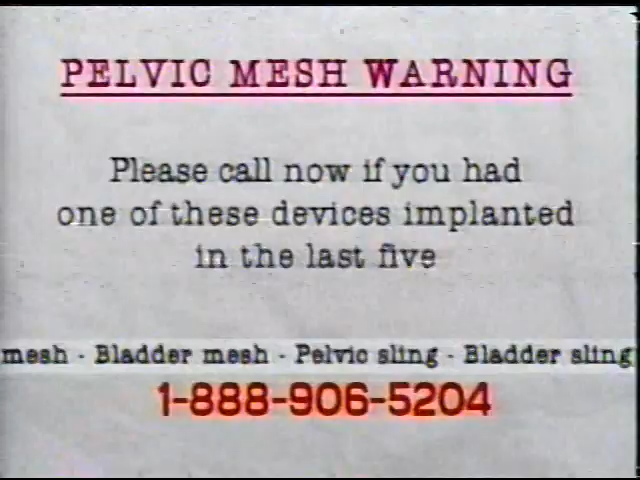 PELVIC MESH WARNING
Please call now if you had
one of these devices implanted
in the last five
mesh - Bladder mesh - Pelvic sling - Bladder sling
1-888-906-5204